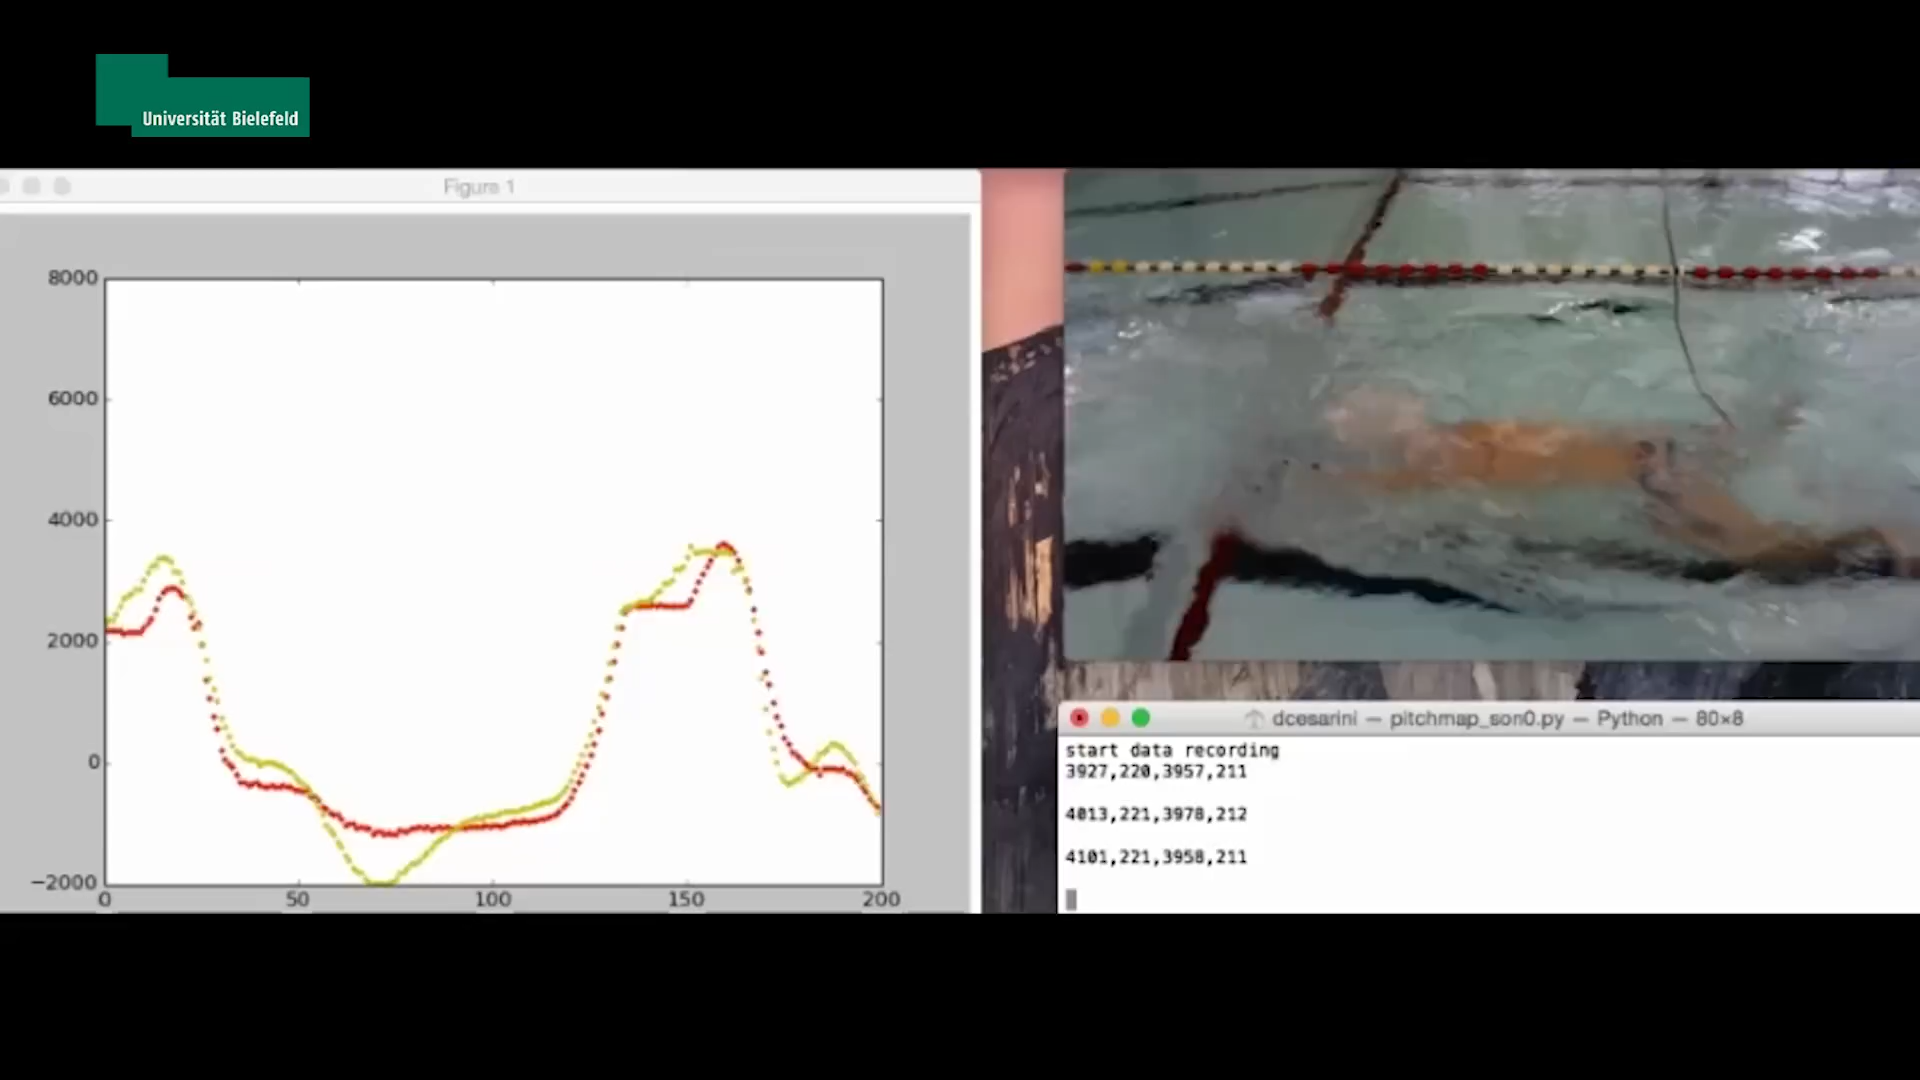 Universität Bielefeld
Figure 1
8000
6000
4000
2000
0
−2000
0 50 100 150 200
dcesarini — pitchmap_son0.py — Python — 80×8
start data recording
3927,220,3957,211
4013,221,3978,212
4101,221,3958,211